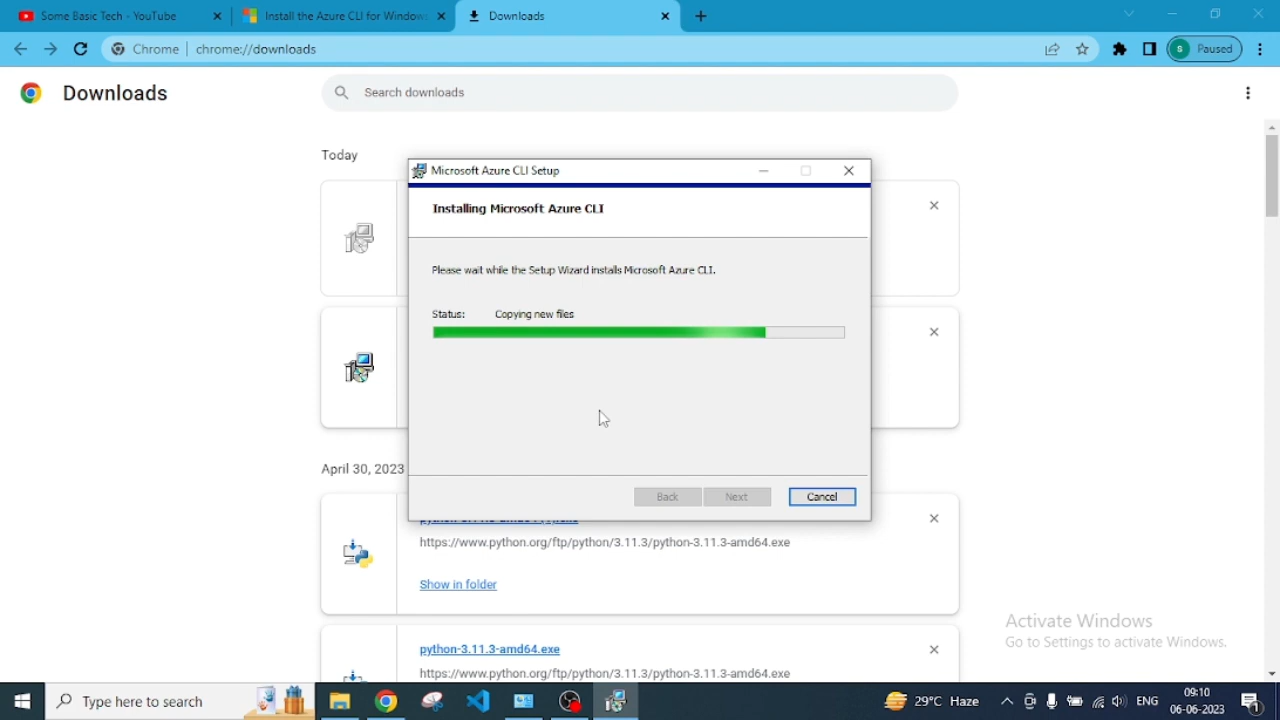 Some Basic Tech - YouTube
Install the Azure CLI for Windows
Downloads
Chrome
chrome://downloads
S
Paused
Downloads
Search downloads
Today
Microsoft Azure CLI Setup
Installing Microsoft Azure CLI
Please wait while the Setup Wizard installs Microsoft Azure CLI.
Status: Copying new files
Back
Next
Cancel
April 30, 2023
https://www.python.org/ftp/python/3.11.3/python-3.11.3-amd64.exe
Show in folder
python-3.11.3-amd64.exe
https://www.python.org/ftp/python/3.11.3/python-3.11.3-amd64.exe
Activate Windows
Go to Settings to activate Windows.
Type here to search
29°C Haze
ENG
09:10
06-06-2023
1